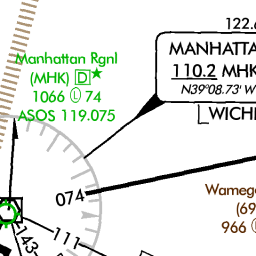 122.6
Manhattan Rgnl
(MHK) D★
1066 Ⓛ 74
ASOS 119.075
MANHATTA
110.2 MHK
N39°08.73' W
WICH
074
111
143
Wameg
(69
966 Ⓛ